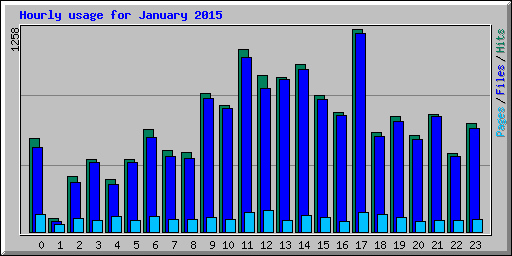 Hourly usage for January 2015
1258
Pages / Files / Hits
0 1 2 3 4 5 6 7 8 9 10 11 12 13 14 15 16 17 18 19 20 21 22 23